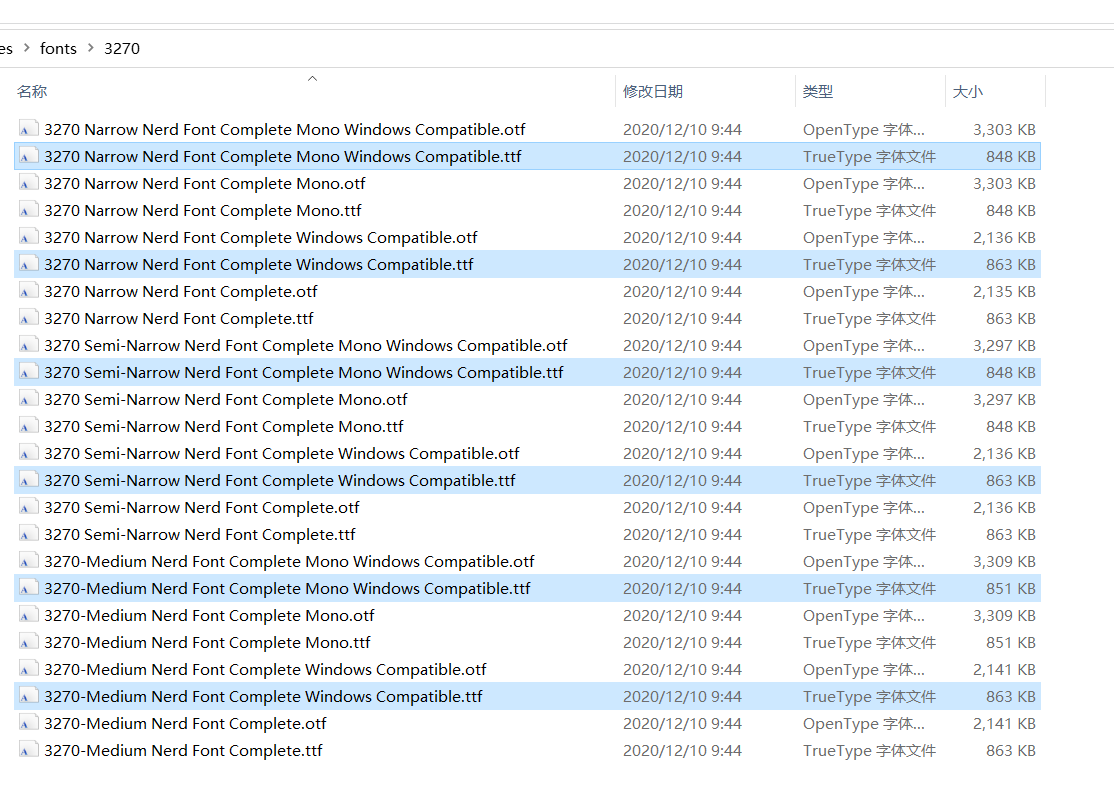 es > fonts > 3270
名称 修改日期 类型 大小
3270 Narrow Nerd Font Complete Mono Windows Compatible.otf 2020/12/10 9:44 OpenType 字体... 3,303 KB
3270 Narrow Nerd Font Complete Mono Windows Compatible.ttf 2020/12/10 9:44 TrueType 字体文件 848 KB
3270 Narrow Nerd Font Complete Mono.otf 2020/12/10 9:44 OpenType 字体... 3,303 KB
3270 Narrow Nerd Font Complete Mono.ttf 2020/12/10 9:44 TrueType 字体文件 848 KB
3270 Narrow Nerd Font Complete Windows Compatible.otf 2020/12/10 9:44 OpenType 字体... 2,136 KB
3270 Narrow Nerd Font Complete Windows Compatible.ttf 2020/12/10 9:44 TrueType 字体文件 863 KB
3270 Narrow Nerd Font Complete.otf 2020/12/10 9:44 OpenType 字体... 2,135 KB
3270 Narrow Nerd Font Complete.ttf 2020/12/10 9:44 TrueType 字体文件 863 KB
3270 Semi-Narrow Nerd Font Complete Mono Windows Compatible.otf 2020/12/10 9:44 OpenType 字体... 3,297 KB
3270 Semi-Narrow Nerd Font Complete Mono Windows Compatible.ttf 2020/12/10 9:44 TrueType 字体文件 848 KB
3270 Semi-Narrow Nerd Font Complete Mono.otf 2020/12/10 9:44 OpenType 字体... 3,297 KB
3270 Semi-Narrow Nerd Font Complete Mono.ttf 2020/12/10 9:44 TrueType 字体文件 848 KB
3270 Semi-Narrow Nerd Font Complete Windows Compatible.otf 2020/12/10 9:44 OpenType 字体... 2,136 KB
3270 Semi-Narrow Nerd Font Complete Windows Compatible.ttf 2020/12/10 9:44 TrueType 字体文件 863 KB
3270 Semi-Narrow Nerd Font Complete.otf 2020/12/10 9:44 OpenType 字体... 2,136 KB
3270 Semi-Narrow Nerd Font Complete.ttf 2020/12/10 9:44 TrueType 字体文件 863 KB
3270-Medium Nerd Font Complete Mono Windows Compatible.otf 2020/12/10 9:44 OpenType 字体... 3,309 KB
3270-Medium Nerd Font Complete Mono Windows Compatible.ttf 2020/12/10 9:44 TrueType 字体文件 851 KB
3270-Medium Nerd Font Complete Mono.otf 2020/12/10 9:44 OpenType 字体... 3,309 KB
3270-Medium Nerd Font Complete Mono.ttf 2020/12/10 9:44 TrueType 字体文件 851 KB
3270-Medium Nerd Font Complete Windows Compatible.otf 2020/12/10 9:44 OpenType 字体... 2,141 KB
3270-Medium Nerd Font Complete Windows Compatible.ttf 2020/12/10 9:44 TrueType 字体文件 863 KB
3270-Medium Nerd Font Complete.otf 2020/12/10 9:44 OpenType 字体... 2,141 KB
3270-Medium Nerd Font Complete.ttf 2020/12/10 9:44 TrueType 字体文件 863 KB